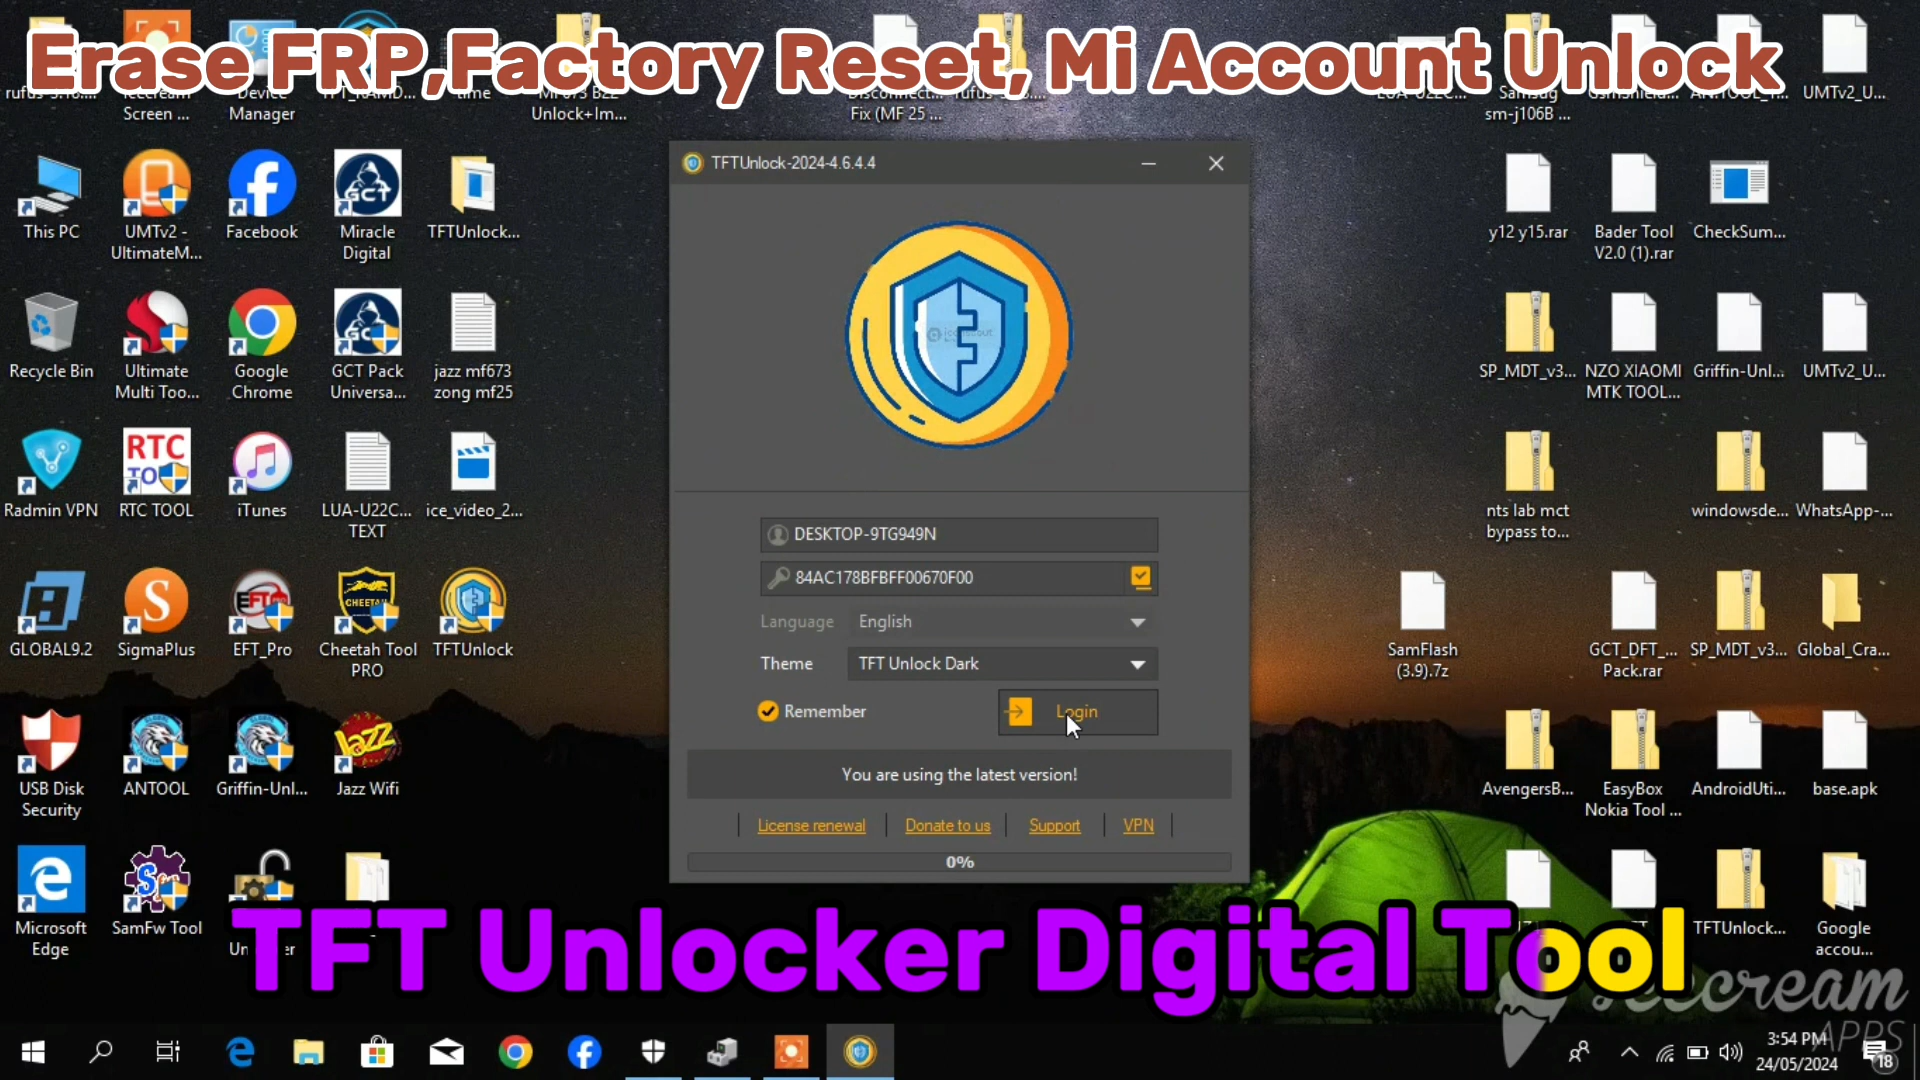 Erase FRP,Factory Reset, Mi Account Unlock
Screen ...
Device
Manager
time
Unlock+Im...
Fix (MF 25 ...
sm-j106B ...
UMTv2_U...
TFTUnlock-2024-4.6.4.4
This PC
UMTv2 -
UltimateM...
Facebook
Miracle
Digital
TFTUnlock...
y12 y15.rar
Bader Tool
V2.0 (1).rar
CheckSum...
Recycle Bin
Ultimate
Multi Too...
Google
Chrome
GCT Pack
Universa...
jazz mf673
zong mf25
SP_MDT_v3...
NZO XIAOMI
MTK TOOL...
Griffin-Unl...
UMTv2_U...
Radmin VPN
RTC TOOL
iTunes
LUA-U22C...
TEXT
ice_video_2...
nts lab mct
bypass to...
windowsde...
WhatsApp-...
DESKTOP-9TG949N
84AC178BFBFF00670F00
Language English
Theme TFT Unlock Dark
Remember
Login
You are using the latest version!
License renewal
Donate to us
Support
VPN
0%
GLOBAL9.2
SigmaPlus
EFT_Pro
Cheetah Tool
PRO
TFTUnlock
SamFlash
(3.9).7z
GCT_DFT_...
Pack.rar
SP_MDT_v3...
Global_Cra...
USB Disk
Security
ANTOOL
Griffin-Unl...
Jazz Wifi
AvengersB...
EasyBox
Nokia Tool ...
AndroidUti...
base.apk
Microsoft
Edge
SamFw Tool
TFTUnlock...
Google
accou...
TFT Unlocker Digital Tool
Icecream
APPS
3:54 PM
24/05/2024
18